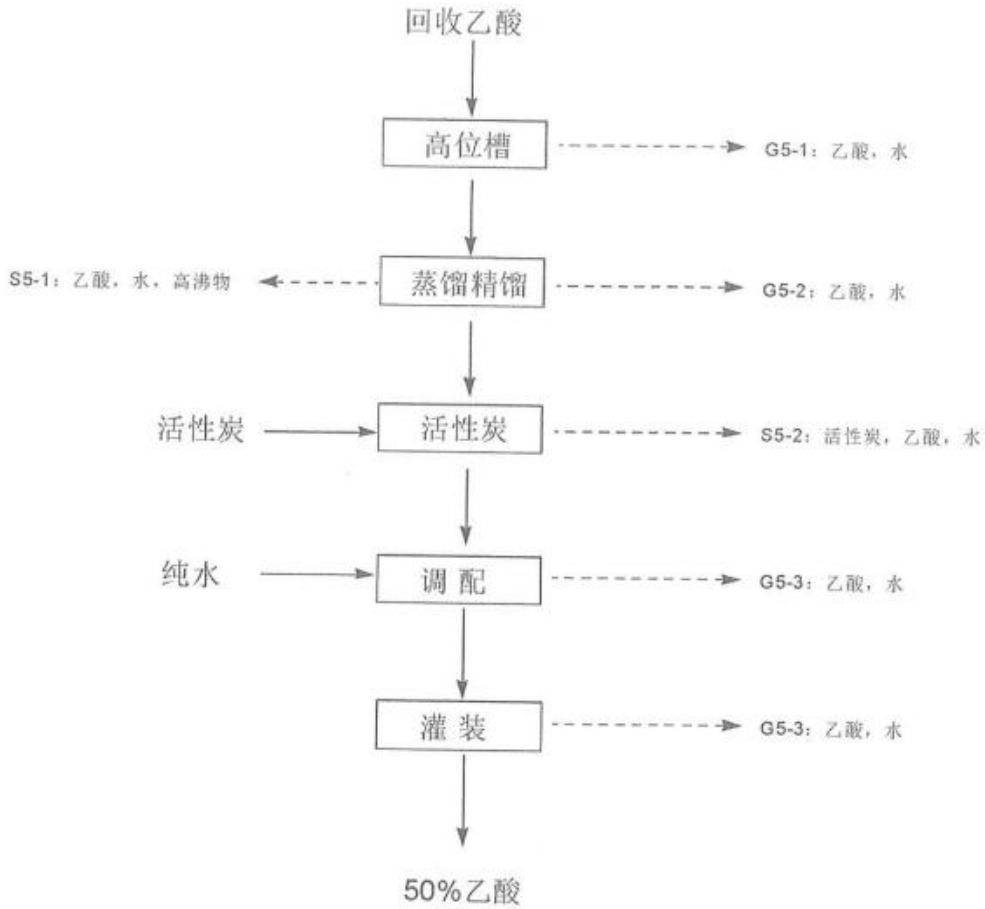 回收乙酸
高位槽
G5-1：乙酸，水
S5-1：乙酸，水，高沸物
蒸馏精馏
G5-2：乙酸，水
活性炭
活性炭
S5-2：活性炭，乙酸，水
纯水
调 配
G5-3：乙酸，水
灌 装
G5-3：乙酸，水
50%乙酸